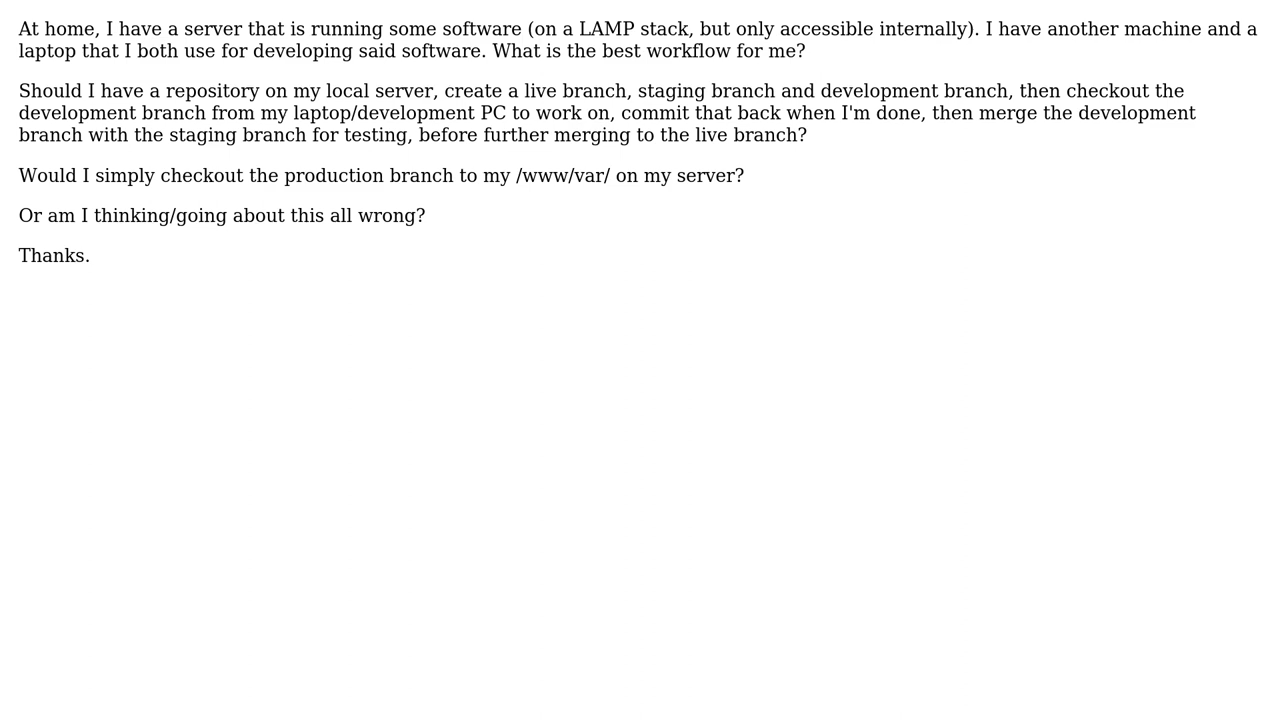 At home, I have a server that is running some software (on a LAMP stack, but only accessible internally). I have another machine and a
laptop that I both use for developing said software. What is the best workflow for me?
Should I have a repository on my local server, create a live branch, staging branch and development branch, then checkout the
development branch from my laptop/development PC to work on, commit that back when I'm done, then merge the development
branch with the staging branch for testing, before further merging to the live branch?
Would I simply checkout the production branch to my /www/var/ on my server?
Or am I thinking/going about this all wrong?
Thanks.